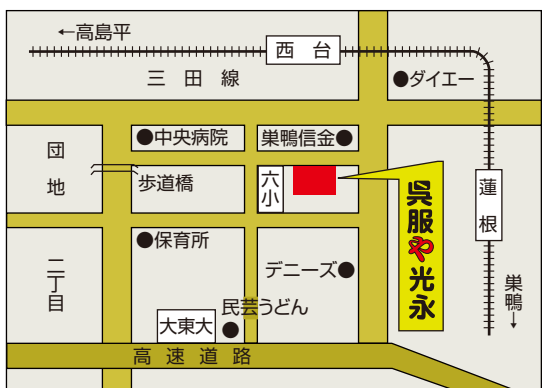 ←高島平
西台
三田線
●ダイエー
団地
●中央病院
巣鴨信金●
歩道橋
六小
呉服や光永
蓮根
二丁目
●保育所
デニーズ●
巣鴨→
民芸うどん
大東大
高速道路